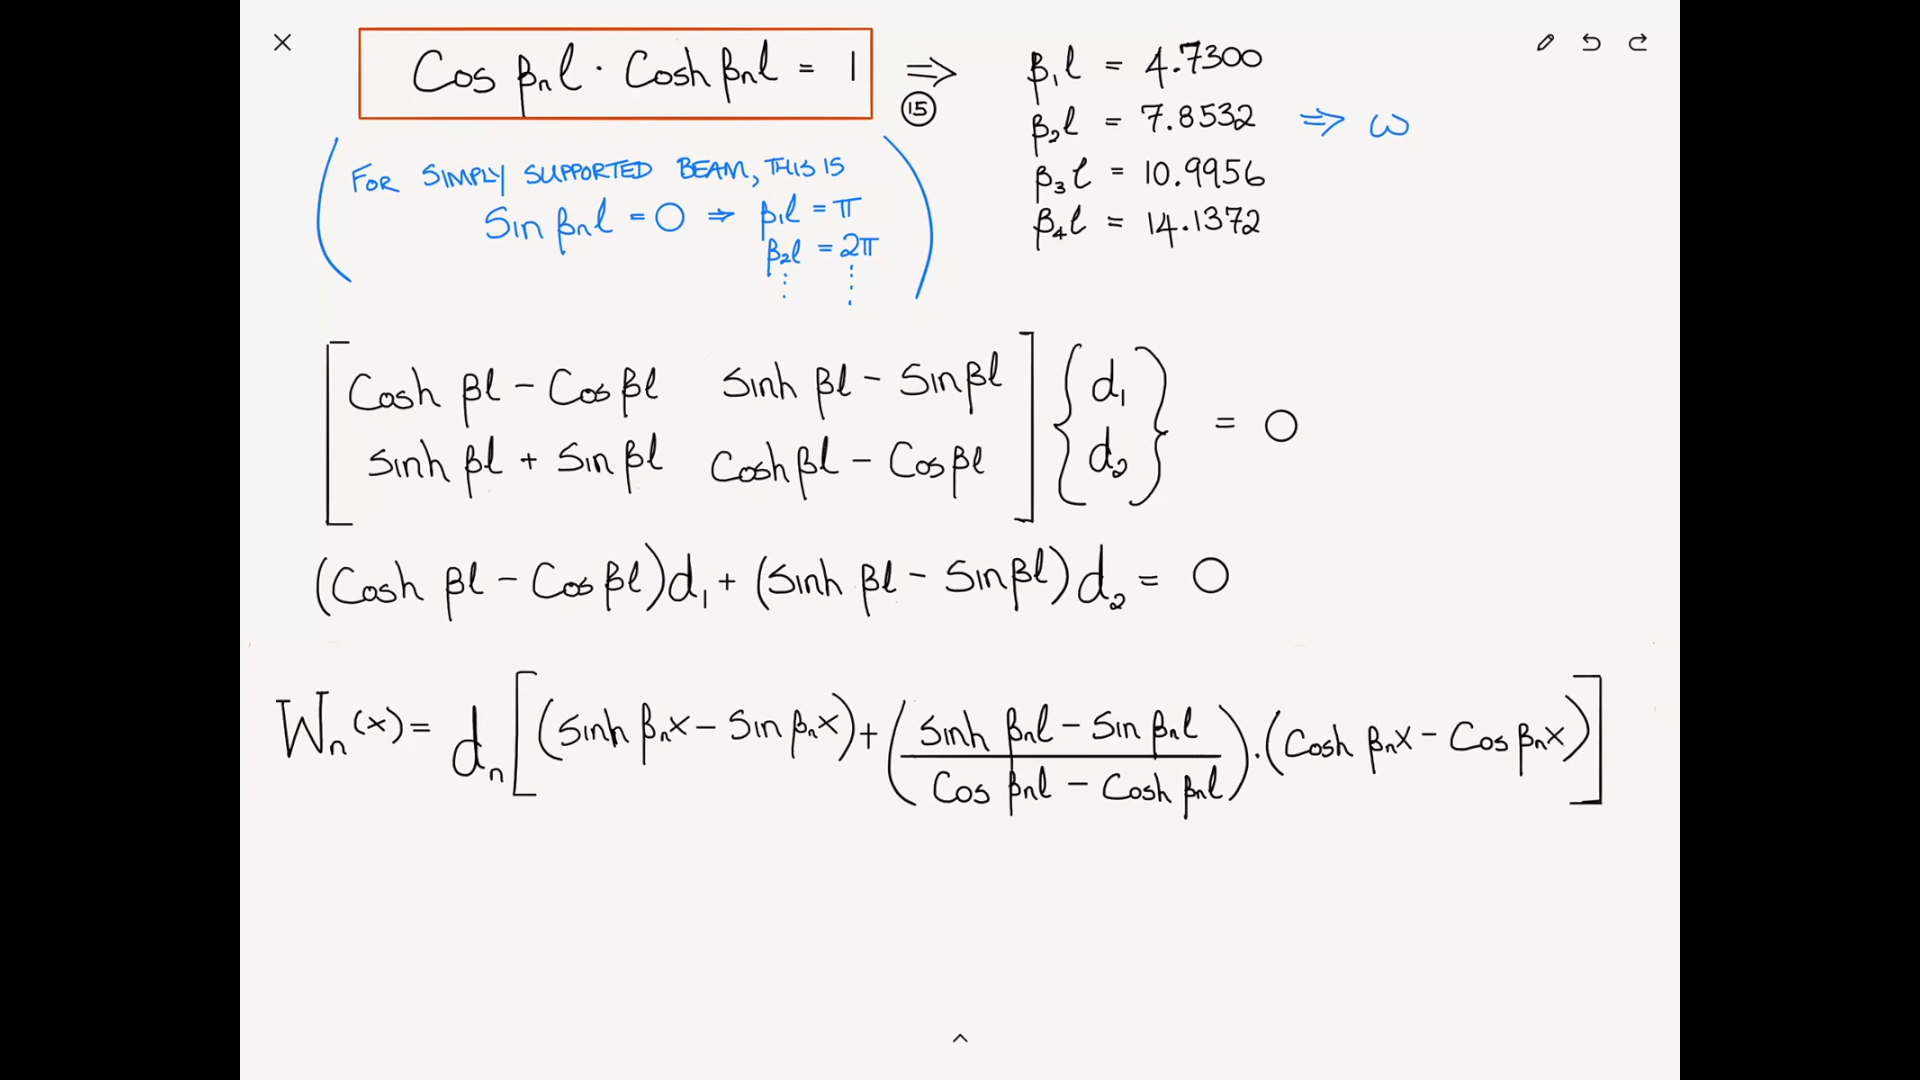 Cos βₙl · Cosh βₙl = 1 ⇒ β₁l = 4.7300
⑮
β₂l = 7.8532 ⇒ ω
β₃l = 10.9956
β₄l = 14.1372
(FOR SIMPLY SUPPORTED BEAM, THIS IS
Sin βₙl = 0 ⇒ β₁l = π
β₂l = 2π
⋮ ⋮)
[Cosh βl - Cos βl Sinh βl - Sin βl] {d₁} = 0
[Sinh βl + Sin βl Cosh βl - Cos βl] {d₂}
(Cosh βl - Cos βl)d₁ + (Sinh βl - Sin βl)d₂ = 0
Wₙ(x) = dₙ[(Sinh βₙx - Sin βₙx) + ((Sinh βₙl - Sin βₙl)/(Cos βₙl - Cosh βₙl)) · (Cosh βₙx - Cos βₙx)]